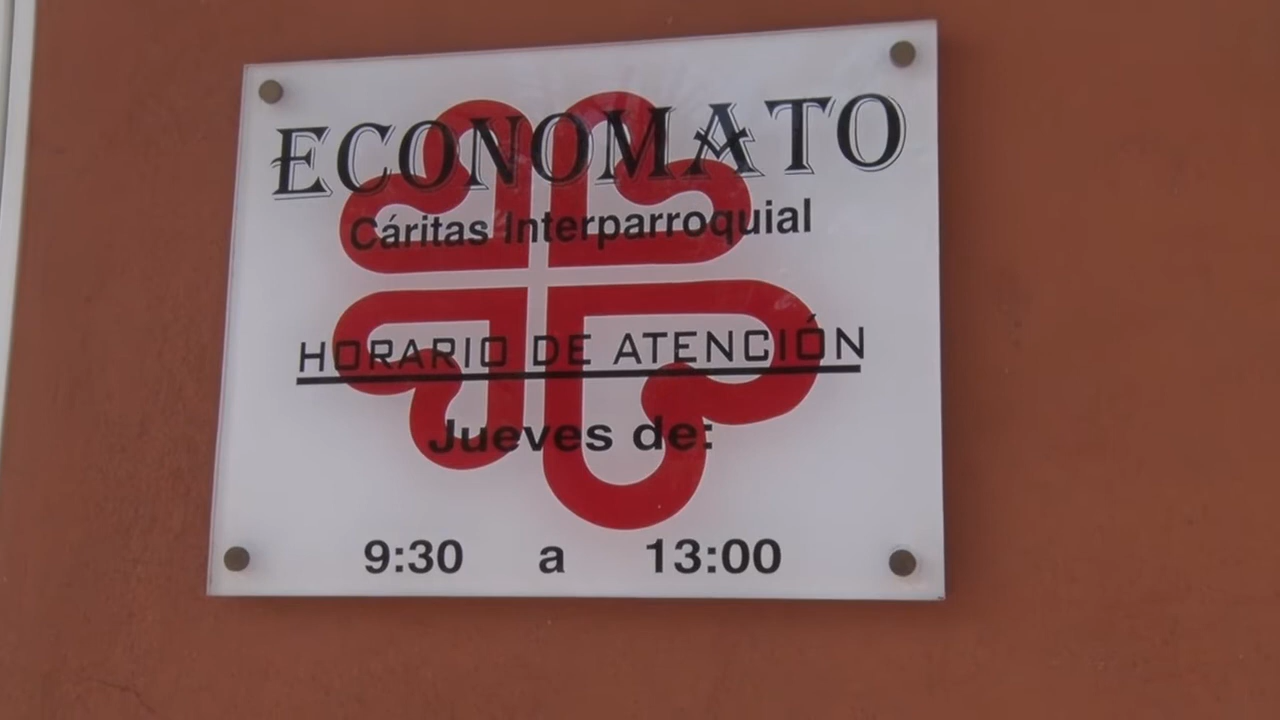 ECONOMATO
Cáritas Interparroquial
HORARIO DE ATENCIÓN
Jueves de:
9:30 a 13:00